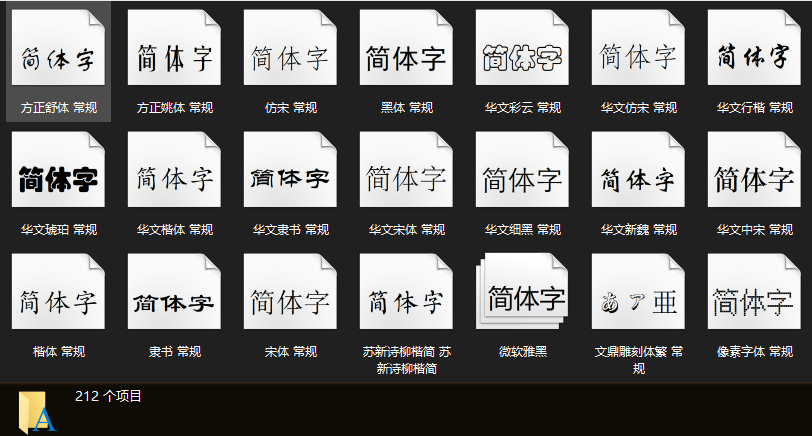 简体字 简体字 简体字 简体字 简体字 简体字 简体字
方正舒体 常规 方正姚体 常规 仿宋 常规 黑体 常规 华文彩云 常规 华文仿宋 常规 华文行楷 常规
简体字 简体字 简体字 简体字 简体字 简体字 简体字
华文琥珀 常规 华文楷体 常规 华文隶书 常规 华文宋体 常规 华文细黑 常规 华文新魏 常规 华文中宋 常规
简体字 简体字 简体字 简体字 简体字 あア亜 简体字
楷体 常规 隶书 常规 宋体 常规 苏新诗柳楷简 苏 微软雅黑 文鼎雕刻体繁 常 像素字体 常规
新诗柳楷简 规
212 个项目
A